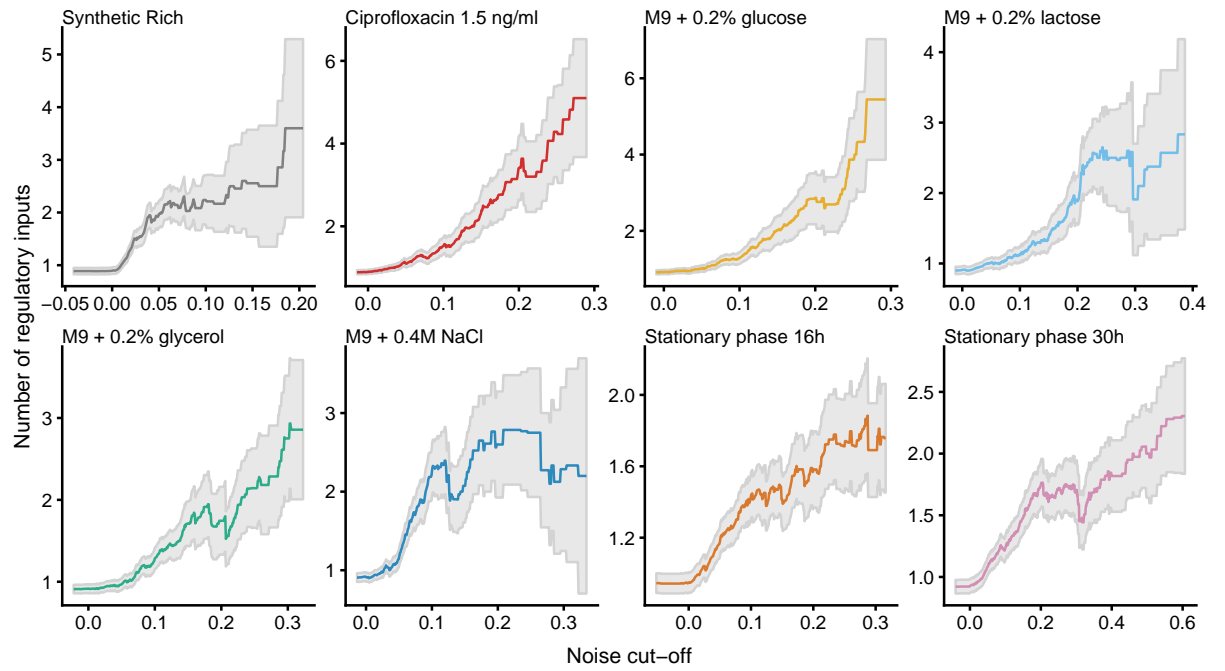 Synthetic Rich
Ciprofloxacin 1.5 ng/ml
M9 + 0.2% glucose
M9 + 0.2% lactose
5
4
3
2
1
6
4
2
6
4
2
4
3
2
1
−0.05 0.00 0.05 0.10 0.15 0.20
0.0 0.1 0.2 0.3
0.0 0.1 0.2 0.3
0.0 0.1 0.2 0.3 0.4
Number of regulatory inputs
M9 + 0.2% glycerol
M9 + 0.4M NaCl
Stationary phase 16h
Stationary phase 30h
3
2
1
3
2
1
2.0
1.6
1.2
2.5
2.0
1.5
1.0
0.0 0.1 0.2 0.3
0.0 0.1 0.2 0.3
0.0 0.1 0.2 0.3
0.0 0.2 0.4 0.6
Noise cut−off